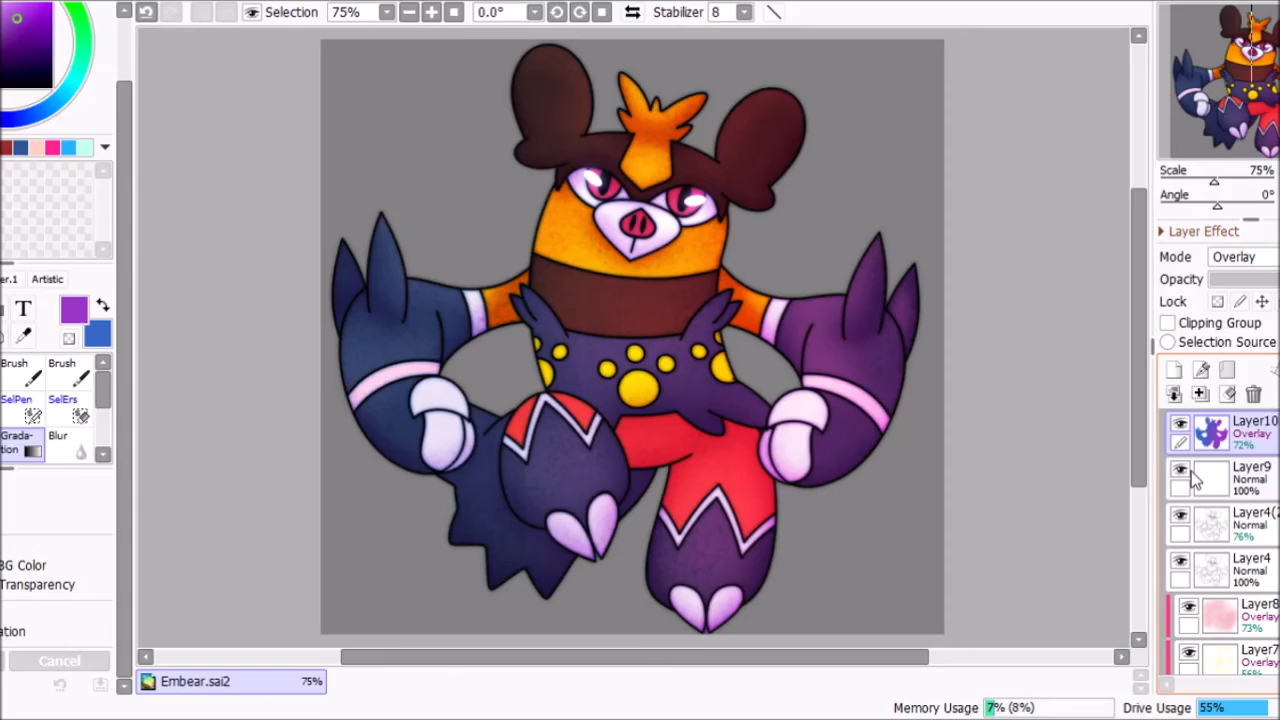 Selection 75% 0.0° Stabilizer 8
Scale 75%
Angle 0°
Layer Effect
Mode Overlay
Opacity
Lock
Clipping Group
Selection Source
er.1 Artistic
T
Brush Brush
SelPen SelErs
Grada-
tion Blur
BG Color
Transparency
ation
Cancel
Layer10
Overlay
72%
Layer9
Normal
100%
Layer4(2
Normal
76%
Layer4
Normal
100%
Layer8
Overlay
73%
Layer7
Overlay
Embear.sai2 75%
Memory Usage 7% (8%) Drive Usage 55%